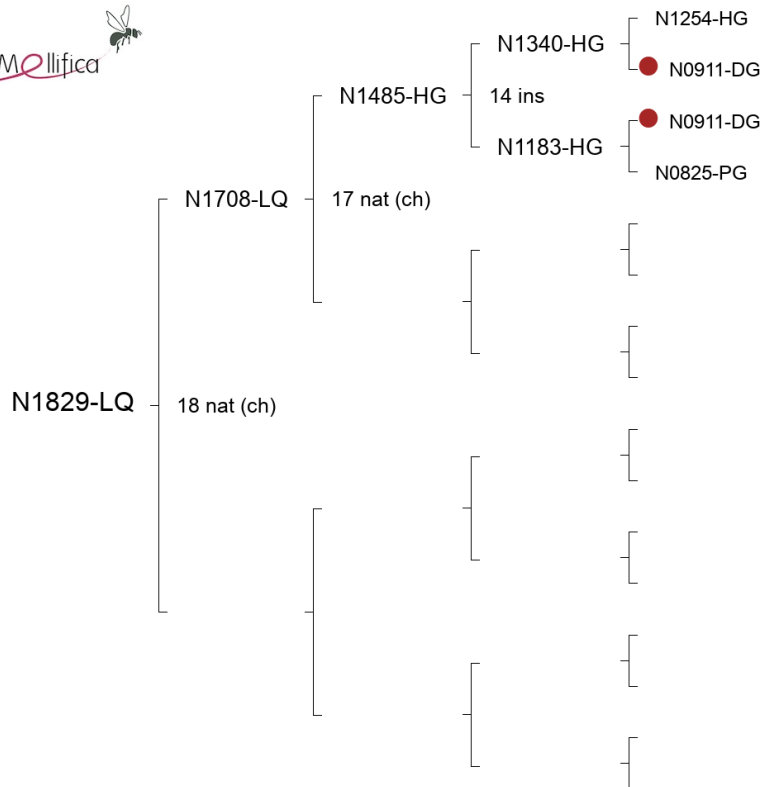 Mellifica
N1254-HG
N1340-HG
N0911-DG
N1485-HG
14 ins
N0911-DG
N1183-HG
N0825-PG
N1708-LQ
17 nat (ch)
N1829-LQ
18 nat (ch)